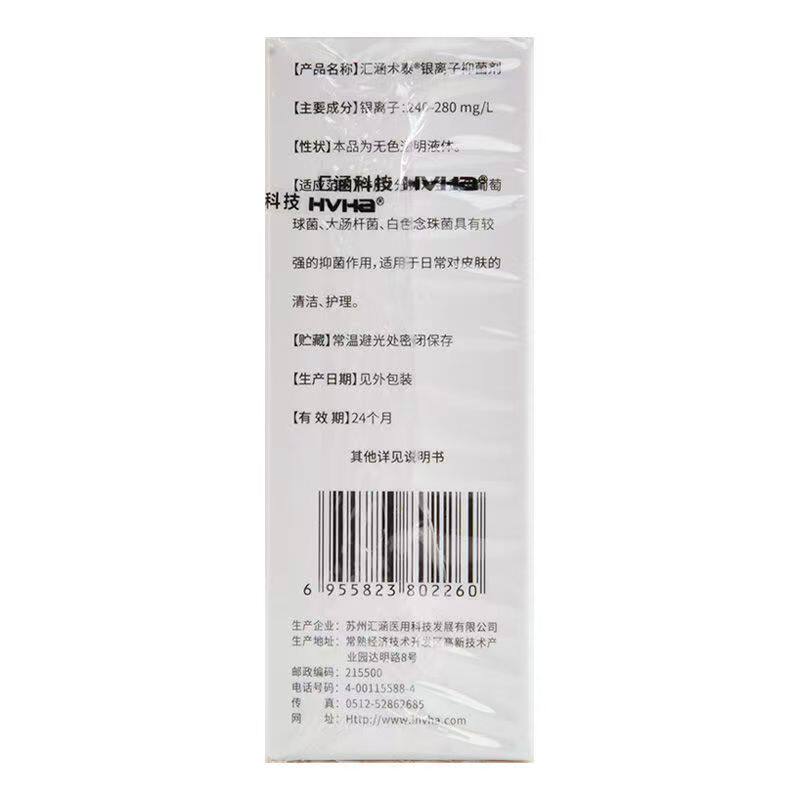 【产品名称】汇涵术泰®银离子抑菌剂
【主要成分】银离子:240-280 mg/L
【性状】本品为无色透明液体。
汇涵科技 HVHa®
【适应范 葡萄
科技 HVHa®
球菌、大肠杆菌、白色念珠菌具有较
强的抑菌作用,适用于日常对皮肤的
清洁、护理。
【贮藏】常温避光处密闭保存
【生产日期】见外包装
【有 效 期】24个月
其他详见说明书
6 955823 802260
生产企业:苏州汇涵医用科技发展有限公司
生产地址:常熟经济技术开发区高新技术产
业园达明路8号
邮政编码:215500
电话号码:4-00115588-4
传 真:0512-52862685
网 址:Http://www.invha.com